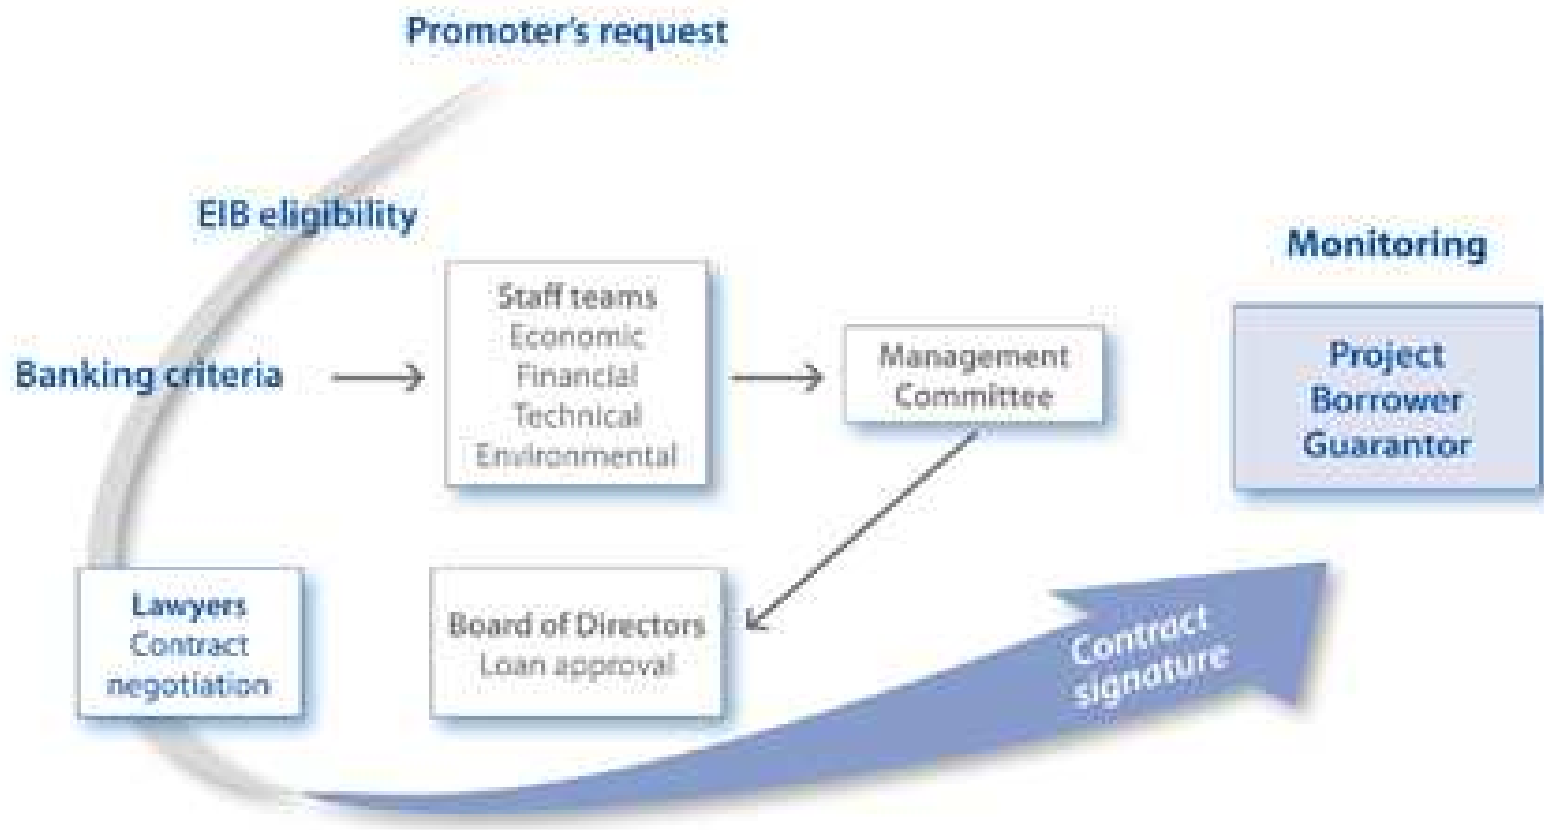 Promoter's request
EIB eligibility
Banking criteria
Staff teams
Economic
Financial
Technical
Environmental
Management
Committee
Monitoring
Project
Borrower
Guarantor
Lawyers
Contract
negotiation
Board of Directors
Loan approval
Contract
signature